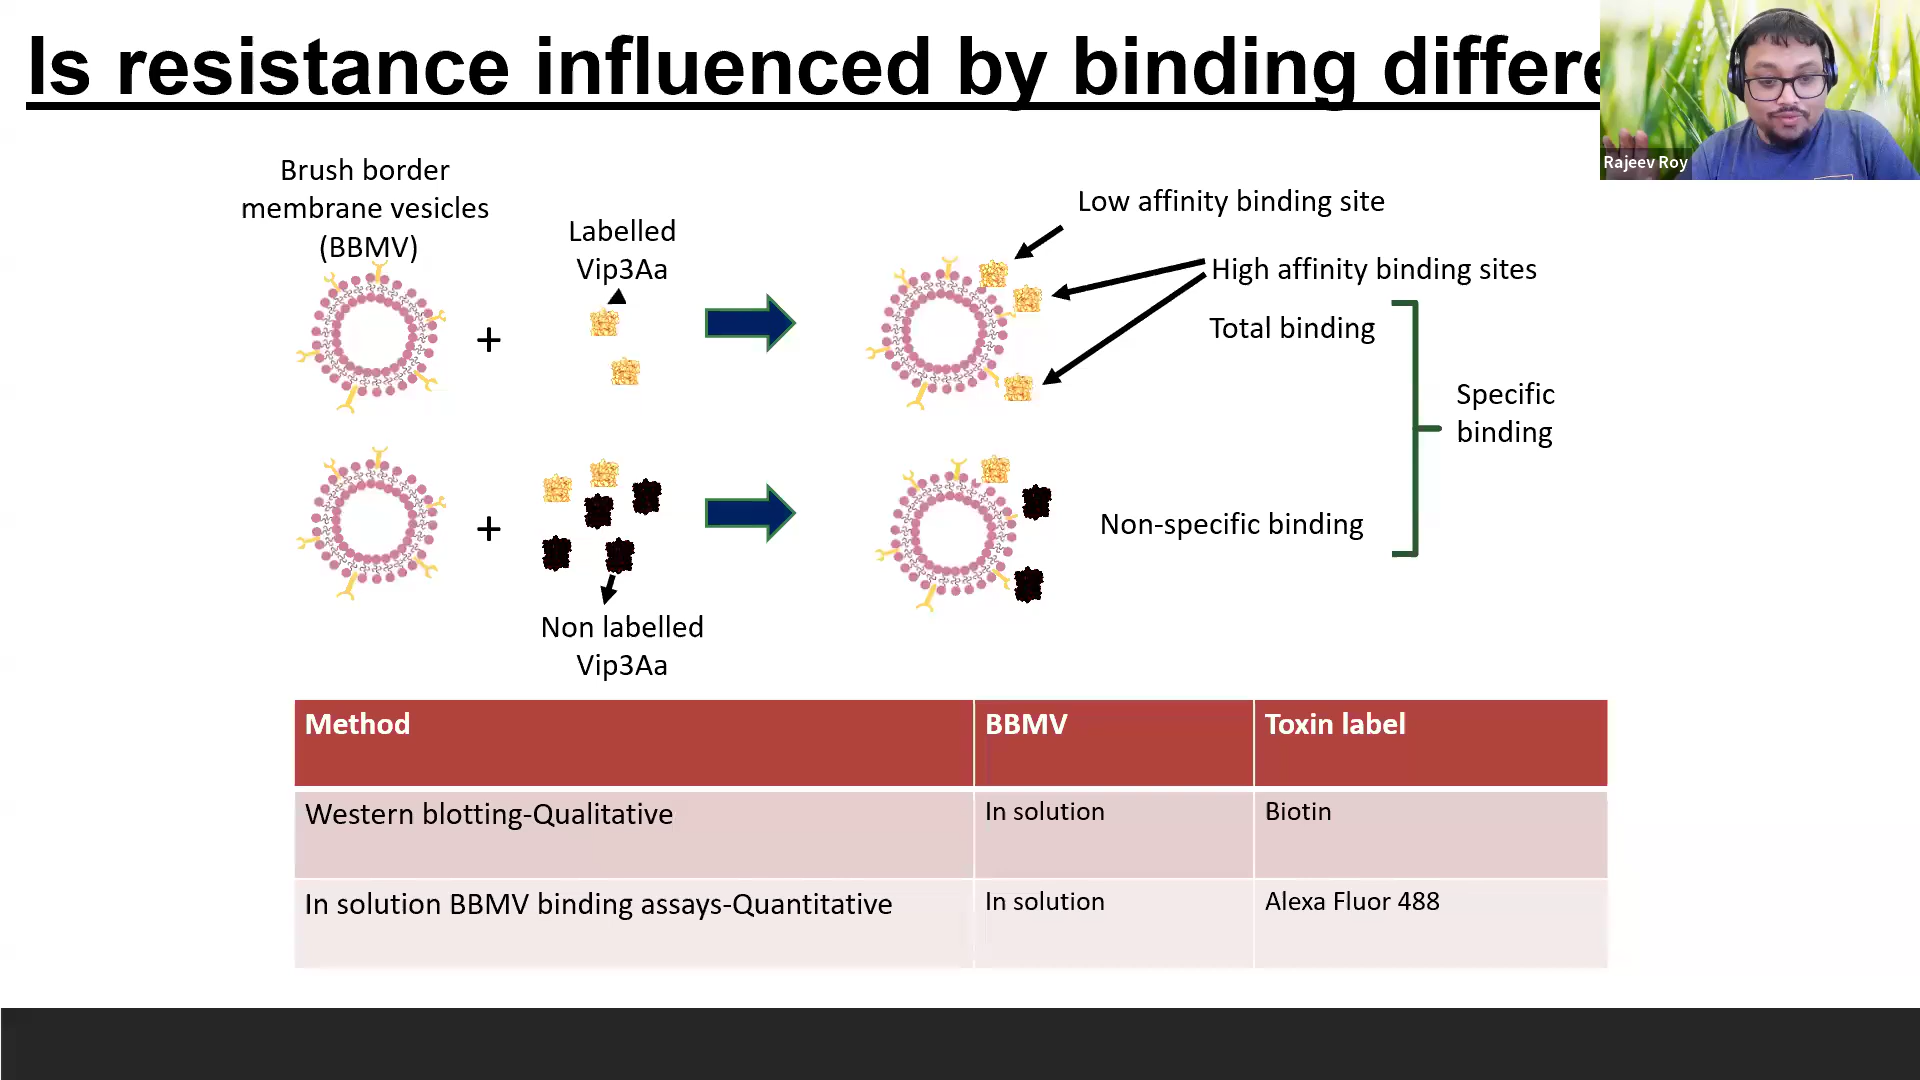 Is resistance influenced by binding differe
Rajeev Roy
Brush border
membrane vesicles
(BBMV)
Labelled
Vip3Aa
+
Low affinity binding site
High affinity binding sites
Total binding
Specific
binding
+
Non-specific binding
Non labelled
Vip3Aa
Method BBMV Toxin label
Western blotting-Qualitative In solution Biotin
In solution BBMV binding assays-Quantitative In solution Alexa Fluor 488